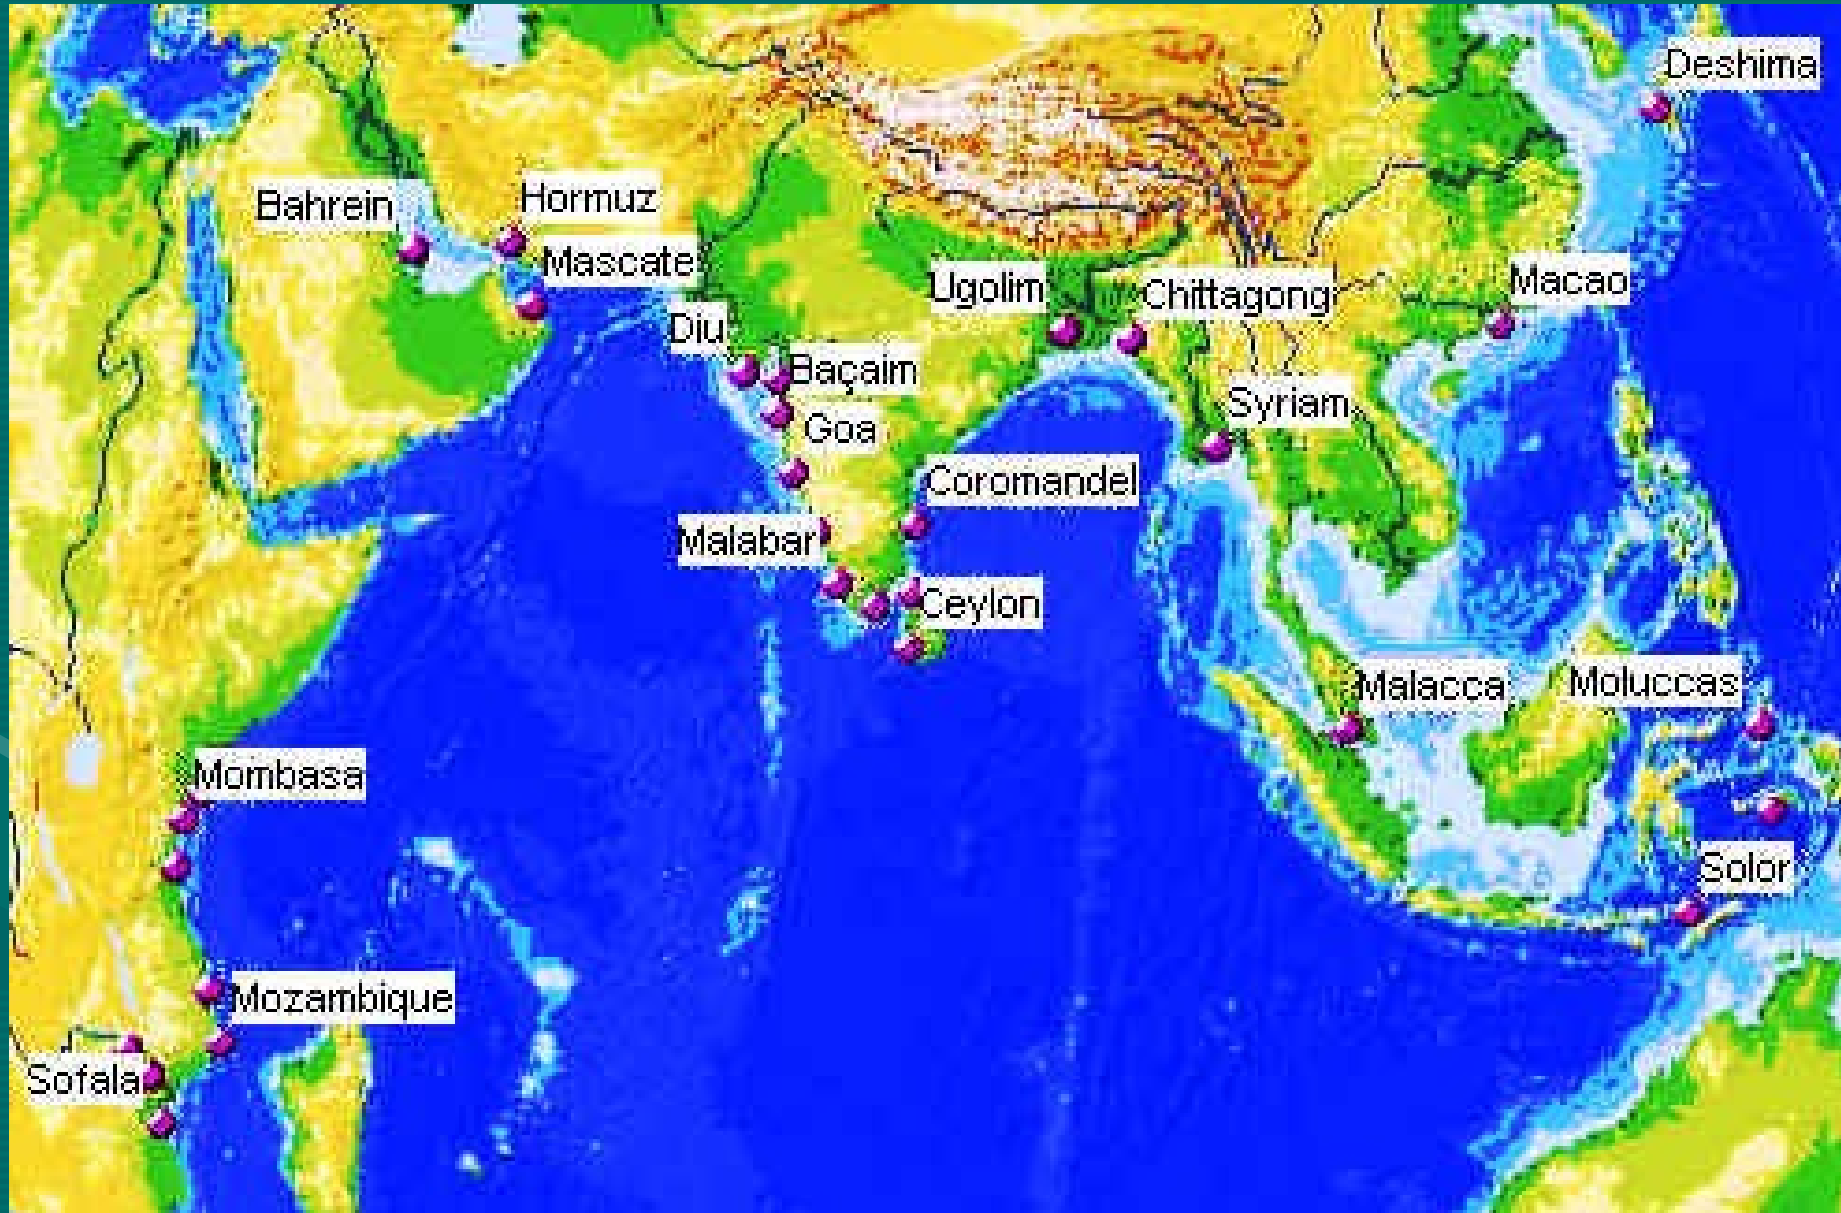 Deshima
Bahrein
Hormuz
Mascate
Ugolim
Chittagong
Macao
Diu
Baçaim
Goa
Syriam
Coromandel
Malabar
Ceylon
Malacca
Moluccas
Mombasa
Solor
Mozambique
Sofala